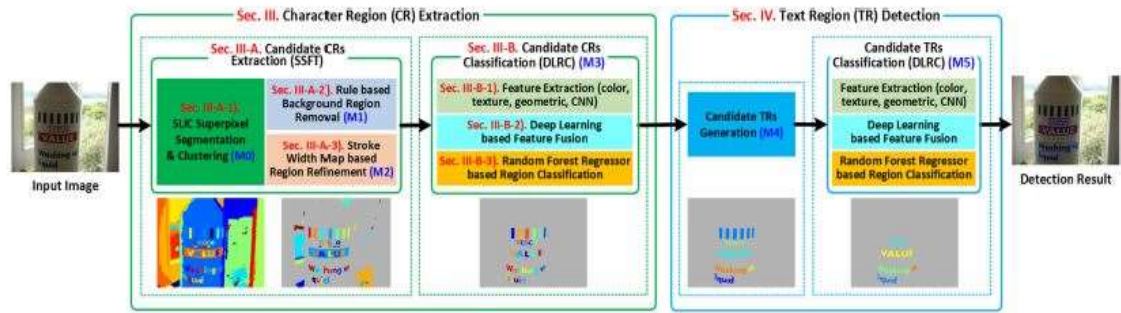 Sec. III. Character Region (CR) Extraction
Sec. III-A. Candidate CRs
Extraction (SSFT)
Sec. III-A-1).
SLIC Superpixel
Segmentation
& Clustering (M0)
Sec. III-A-2). Rule based
Background Region
Removal (M1)
Sec. III-A-3). Stroke
Width Map based
Region Refinement (M2)
Sec. III-B. Candidate CRs
Classification (DLRC) (M3)
Sec. III-B-1). Feature Extraction (color,
texture, geometric, CNN)
Sec. III-B-2). Deep Learning
based Feature Fusion
Sec. III-B-3). Random Forest Regressor
based Region Classification
Sec. IV. Text Region (TR) Detection
Candidate TRs
Generation (M4)
Candidate TRs
Classification (DLRC) (M5)
Feature Extraction (color,
texture, geometric, CNN)
Deep Learning
based Feature Fusion
Random Forest Regressor
based Region Classification
Input Image
Detection Result
VALUE
Washing up
liquid
VALUE